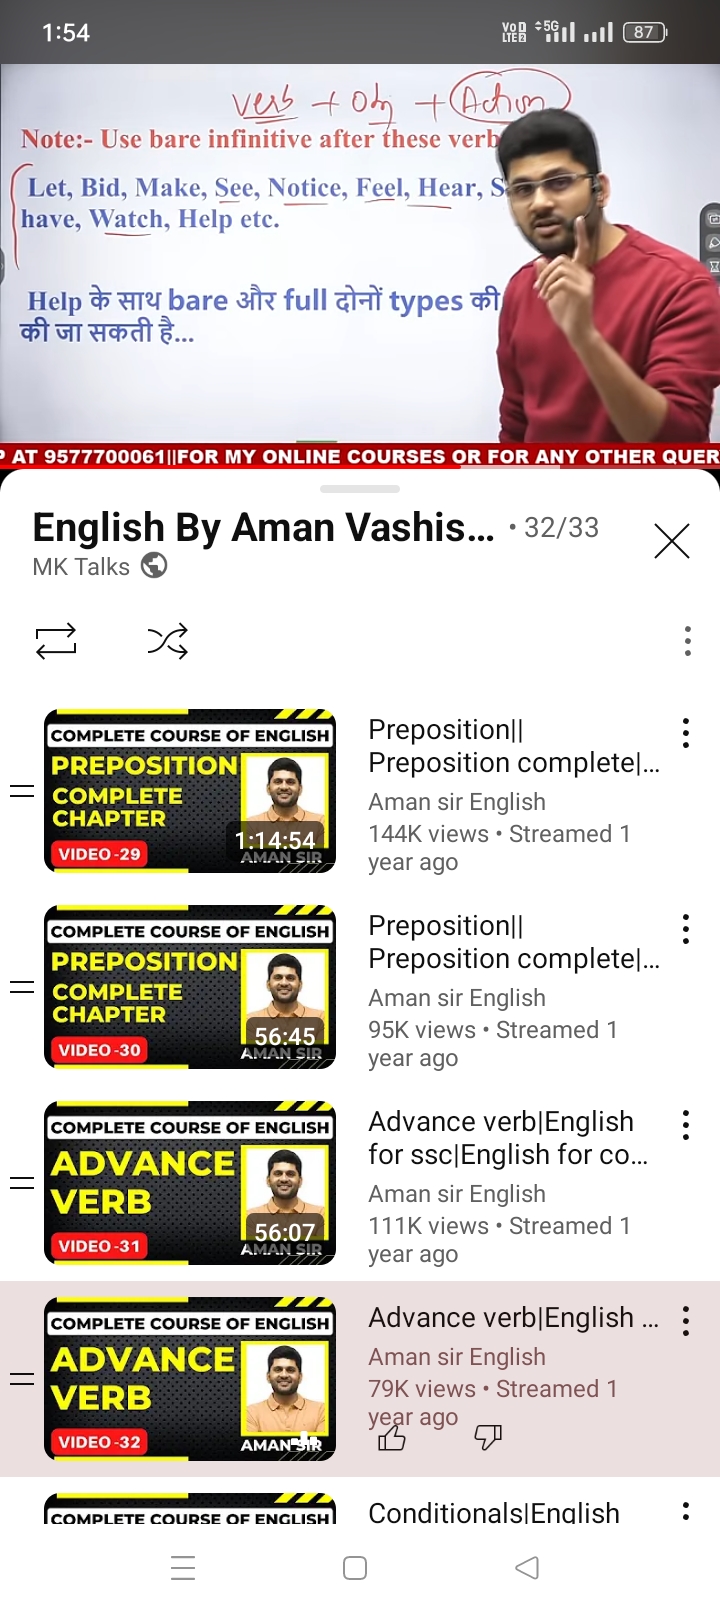 1:54
VoD LTE2 5G 87
verb + Obj + Action
Note:- Use bare infinitive after these verb
Let, Bid, Make, See, Notice, Feel, Hear, S
have, Watch, Help etc.
Help के साथ bare और full दोनों types की
की जा सकती है...
P AT 9577700061||FOR MY ONLINE COURSES OR FOR ANY OTHER QUER
English By Aman Vashis... • 32/33
MK Talks
COMPLETE COURSE OF ENGLISH
PREPOSITION
COMPLETE
CHAPTER
VIDEO -29
1:14:54
AMAN SIR
Preposition||
Preposition complete|...
Aman sir English
144K views • Streamed 1
year ago
COMPLETE COURSE OF ENGLISH
PREPOSITION
COMPLETE
CHAPTER
VIDEO -30
56:45
AMAN SIR
Preposition||
Preposition complete|...
Aman sir English
95K views • Streamed 1
year ago
COMPLETE COURSE OF ENGLISH
ADVANCE
VERB
VIDEO -31
56:07
AMAN SIR
Advance verb|English
for ssc|English for co...
Aman sir English
111K views • Streamed 1
year ago
COMPLETE COURSE OF ENGLISH
ADVANCE
VERB
VIDEO -32
AMAN SIR
Advance verb|English ...
Aman sir English
79K views • Streamed 1
year ago
COMPLETE COURSE OF ENGLISH
Conditionals|English